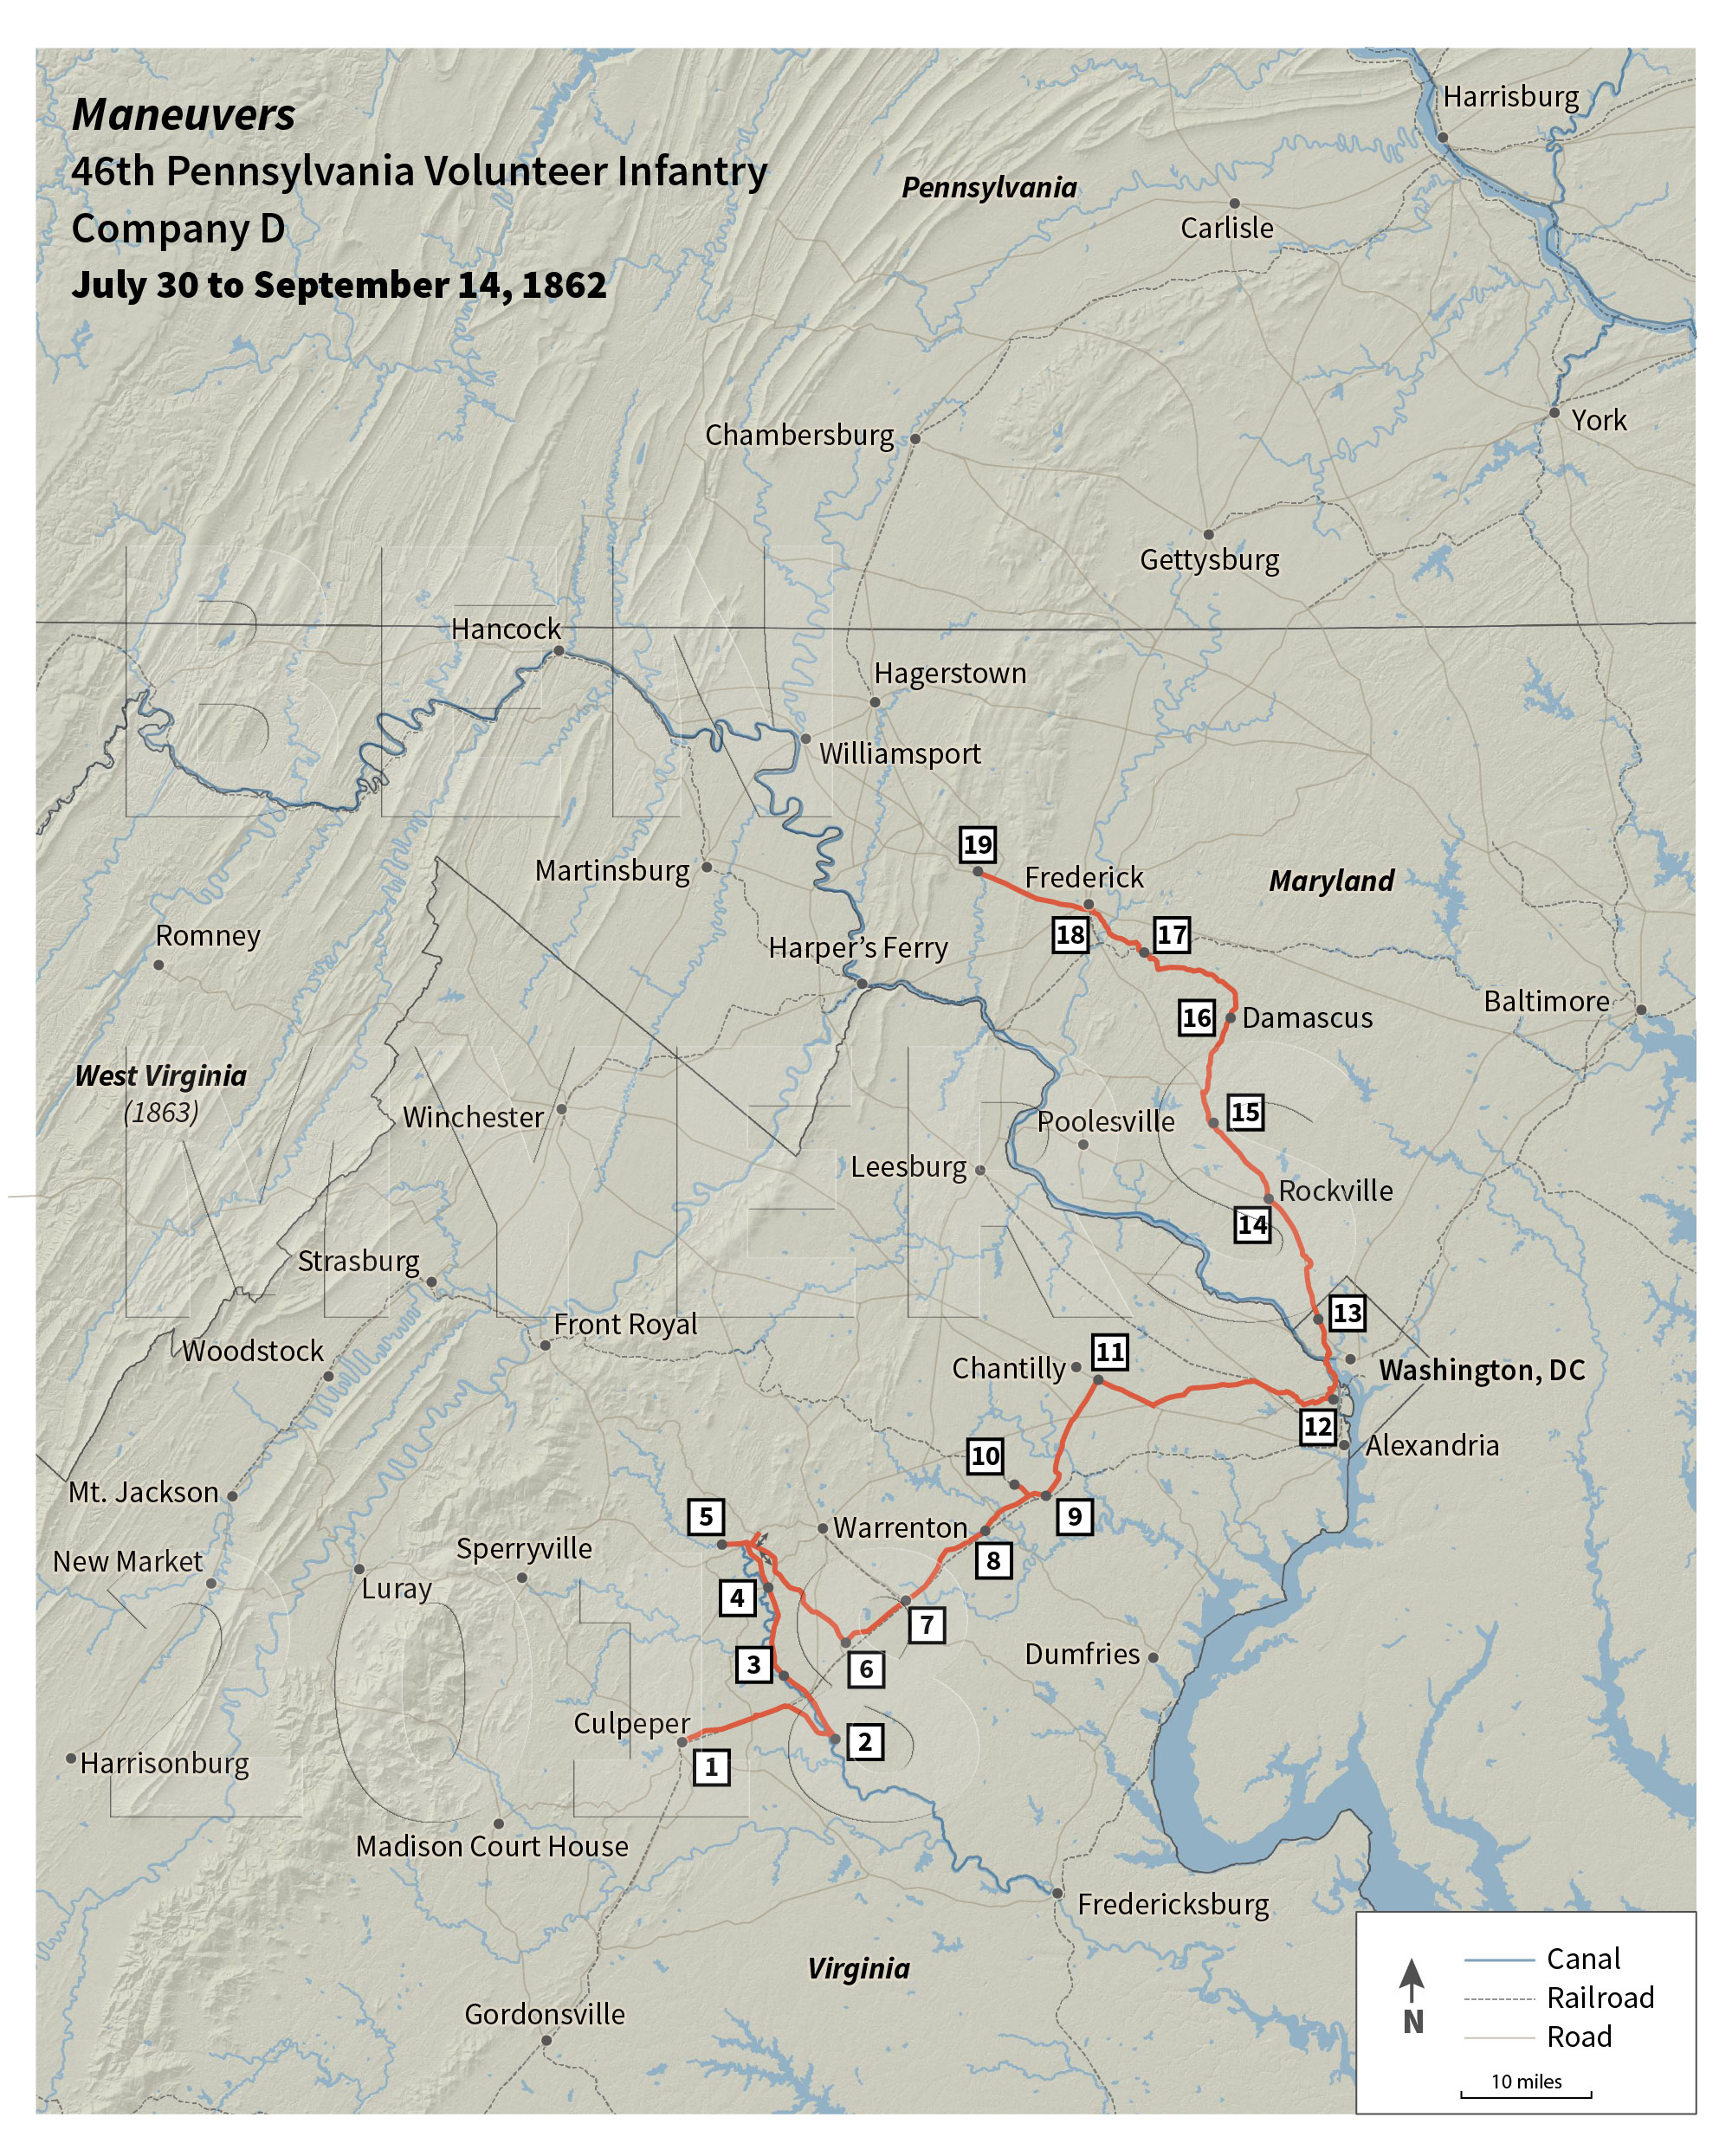 Maneuvers
46th Pennsylvania Volunteer Infantry
Company D
July 30 to September 14, 1862
Harrisburg
Pennsylvania
Carlisle
York
Chambersburg
Gettysburg
Hancock
Hagerstown
Williamsport
19
Martinsburg
Frederick
Maryland
18
17
Romney
Harper's Ferry
Baltimore
16
Damascus
West Virginia
(1863)
Winchester
Poolesville
15
Leesburg
Rockville
14
Strasburg
Front Royal
13
Woodstock
Chantilly
11
Washington, DC
12
Alexandria
10
Mt. Jackson
5
9
Warrenton
New Market
Sperryville
8
Luray
4
7
3
6
Dumfries
Culpeper
2
1
Harrisonburg
Madison Court House
Fredericksburg
Virginia
Gordonsville
Canal
Railroad
N
Road
10 miles